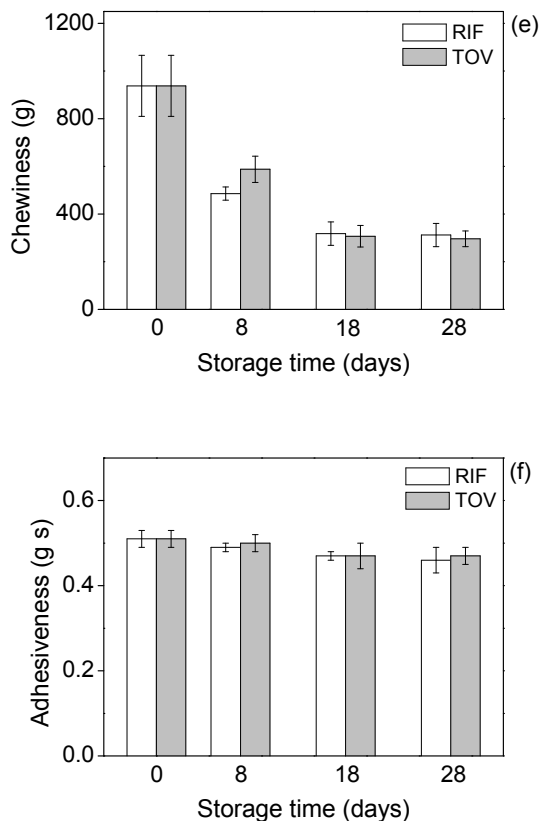 1200
(e)
RIF
TOV
800
400
0
Chewiness (g)
0 8 18 28
Storage time (days)
(f)
RIF
TOV
0.6
0.4
0.2
0.0
Adhesiveness (g s)
0 8 18 28
Storage time (days)